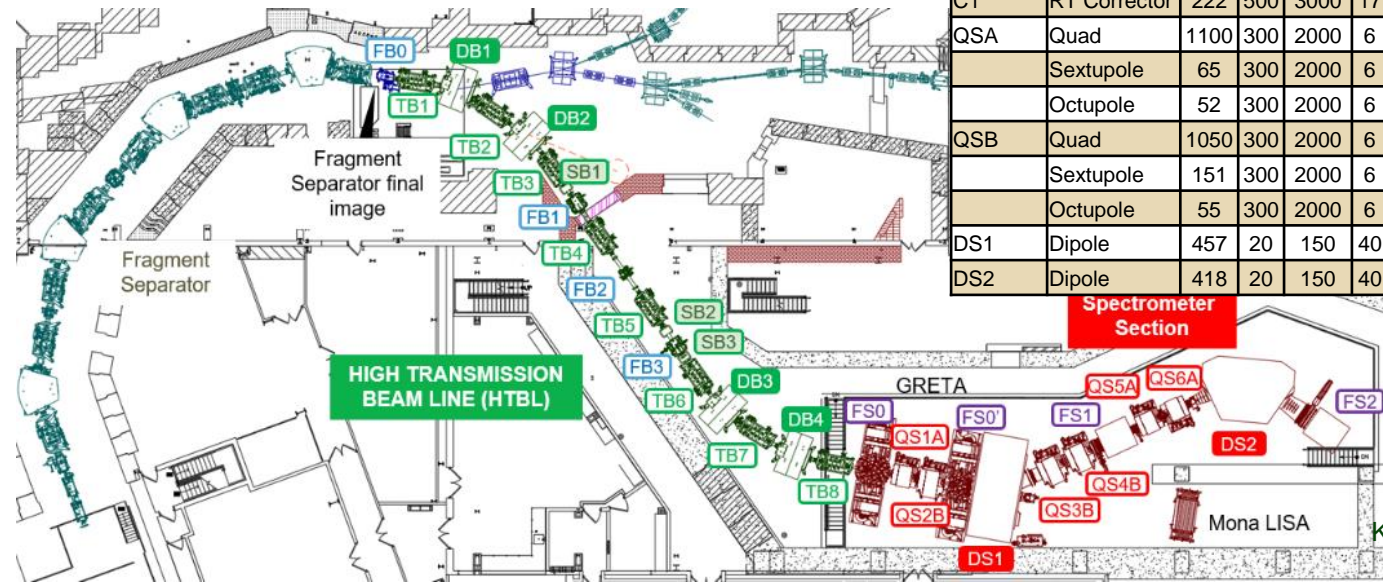 CT RT Corrector 222 500 3000 17
QSA Quad 1100 300 2000 6
Sextupole 65 300 2000 6
Octupole 52 300 2000 6
QSB Quad 1050 300 2000 6
Sextupole 151 300 2000 6
Octupole 55 300 2000 6
DS1 Dipole 457 20 150 40
DS2 Dipole 418 20 150 40
FB0
DB1
TB1
DB2
TB2
Fragment
Separator final
image
SB1
TB3
FB1
TB4
Fragment
Separator
FB2
TB5
SB2
SB3
FB3
TB6
HIGH TRANSMISSION
BEAM LINE (HTBL)
DB3
TB7
DB4
TB8
Spectrometer
Section
GRETA
FS0
QS1A
FS0'
FS1
QS5A
QS6A
FS2
DS2
QS4B
QS3B
QS2B
DS1
Mona LISA
K